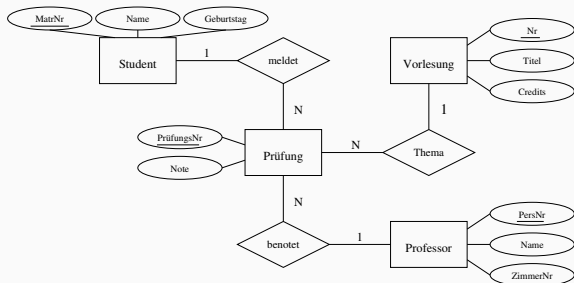 MatrNr
Name
Geburtstag
Student
1
meldet
N
Nr
Titel
Credits
Vorlesung
1
PrüfungsNr
Note
Prüfung
N
Thema
N
benotet
1
Professor
PersNr
Name
ZimmerNr